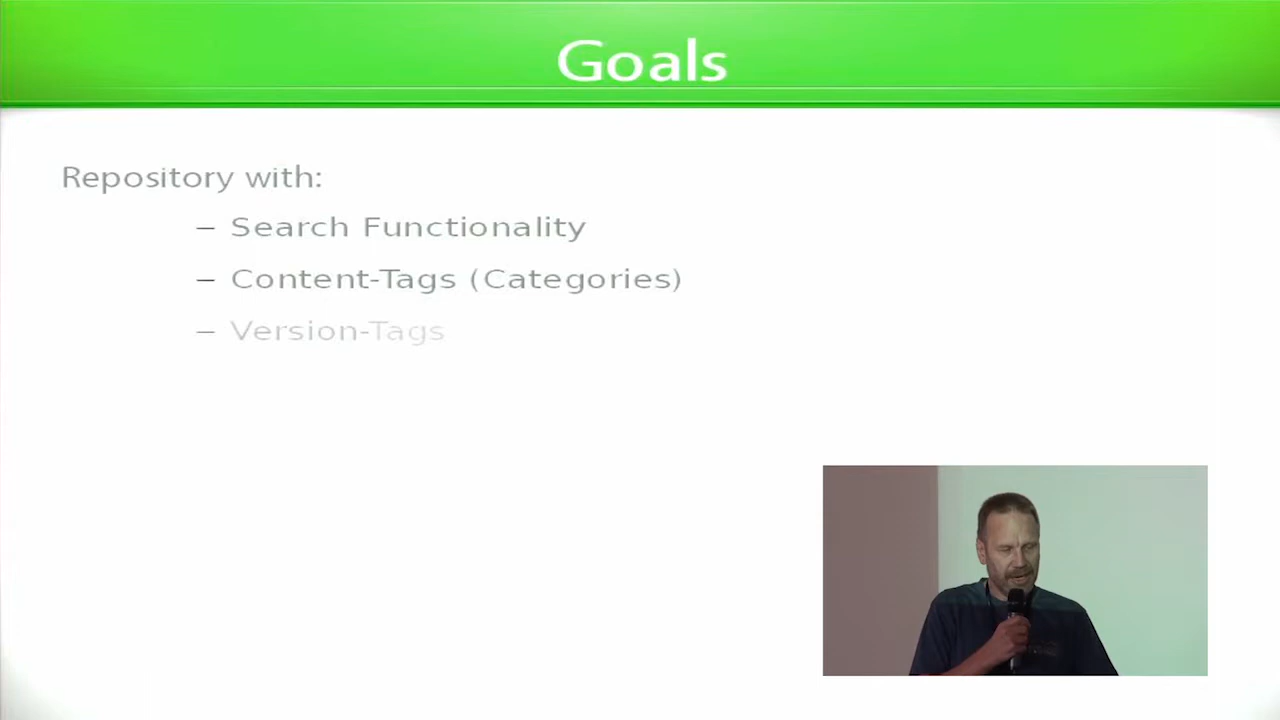 Goals
Repository with:
– Search Functionality
– Content-Tags (Categories)
– Version-Tags